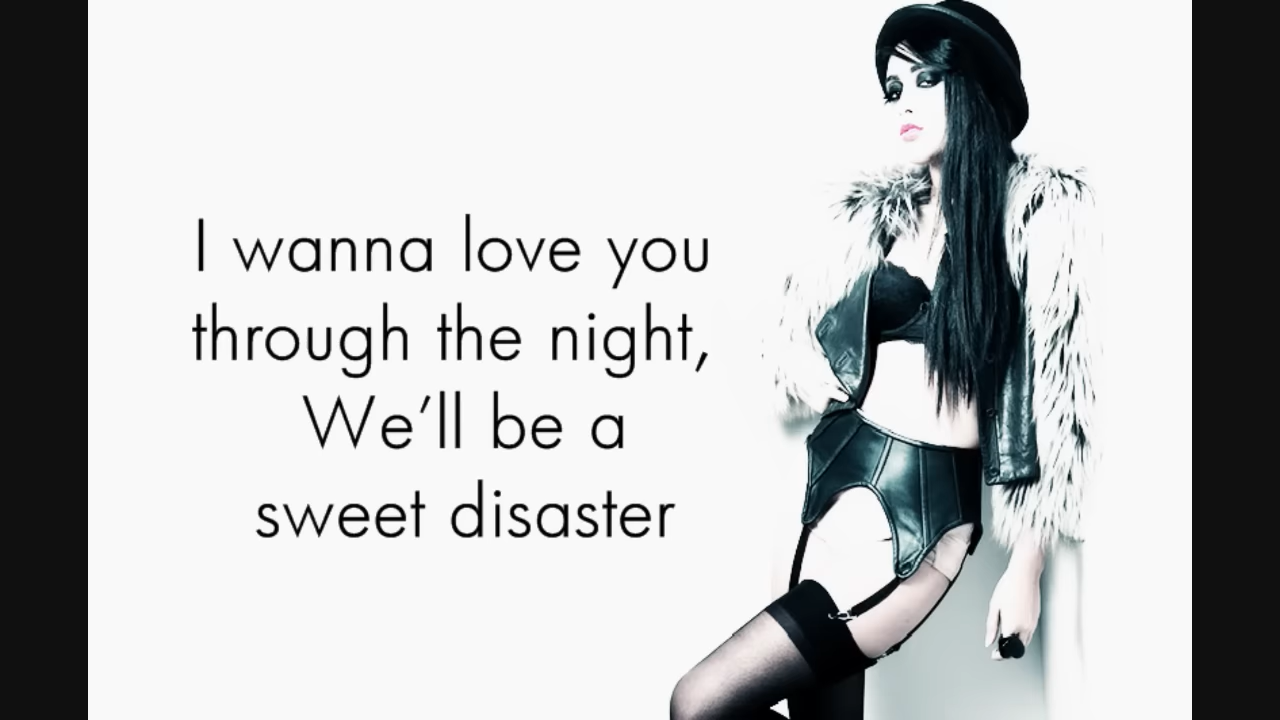 I wanna love you
through the night,
We'll be a
sweet disaster